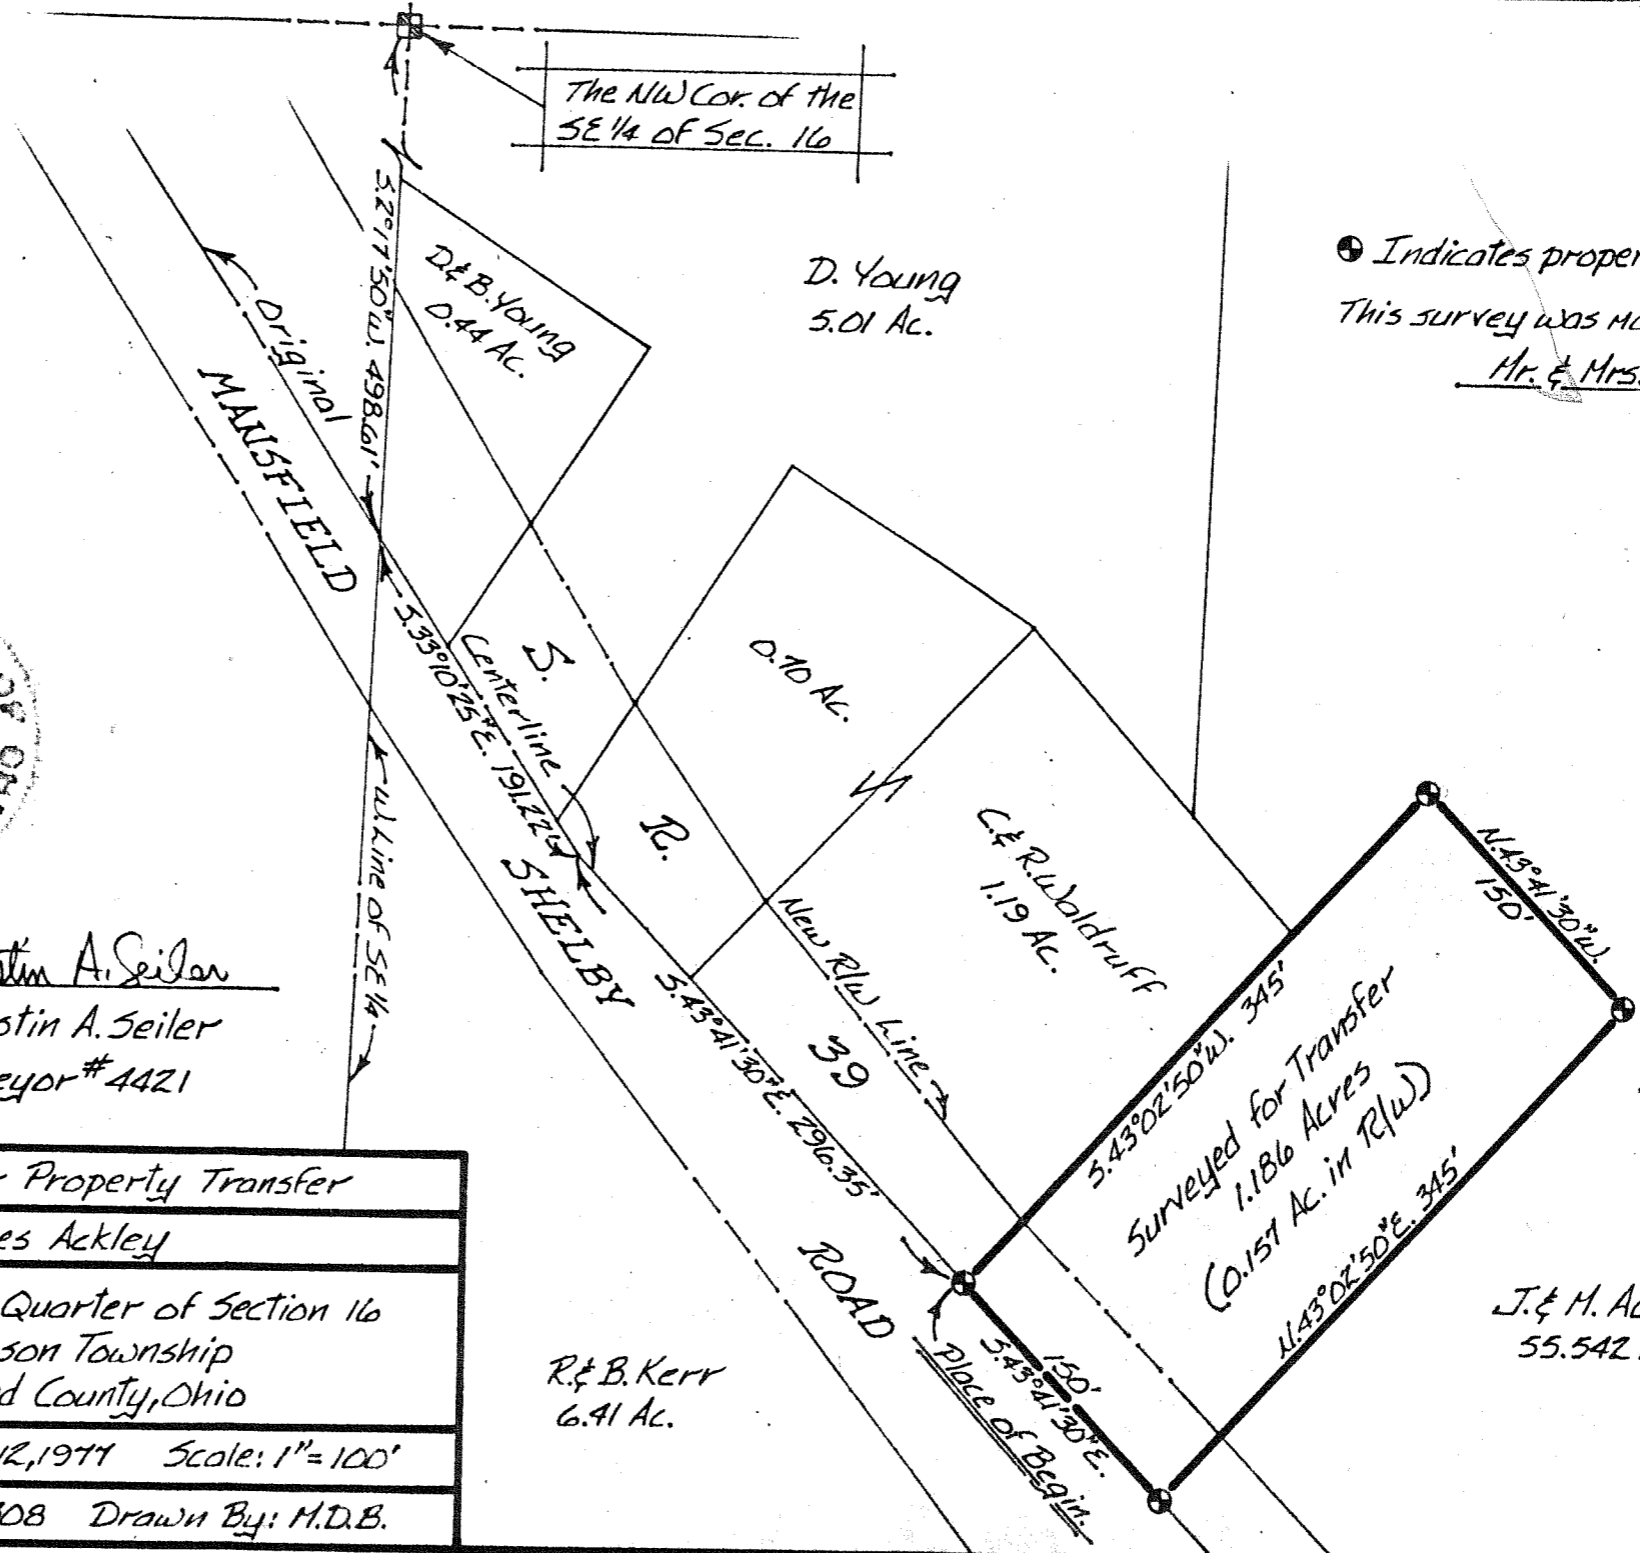 The NW Cor. of the
SE 1/4 of Sec. 16
S.2°17'50"W. 498.61'
D.& B. Young
0.44 Ac.
D. Young
5.01 Ac.
Indicates proper
This survey was
Mr. & Mrs.
Original
Centerline
MANSFIELD
SHELBY
ROAD
S.
R.
39
S.33°10'25"E. 191.22'
0.70 Ac.
C.& R. Waldruff
1.19 Ac.
New R/W Line
W. Line of SE 1/4
S.43°41'30"E. 296.35'
N.43°41'30"W.
150'
S.43°02'50"W. 345'
Surveyed for Transfer
1.186 Acres
(0.157 Ac. in R/W)
N.43°02'50"E. 345'
150'
S.43°41'30"E.
Place of Begin.
J.& M.
55.542
R.& B. Kerr
6.41 Ac.
A. Seiler
stin A. Seiler
eyor #4421
Property Transfer
es Ackley
Quarter of Section 16
son Township
d County, Ohio
12, 1977 Scale: 1"=100'
308 Drawn By: M.D.B.